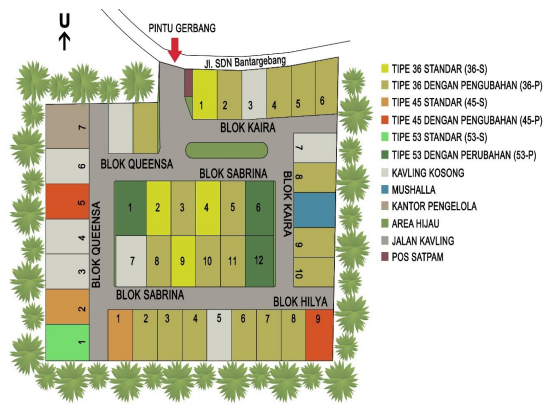 U
PINTU GERBANG
JL. SDN Bantargebang
1 2 3 4 5 6
BLOK KAIRA
BLOK QUEENSA
7
6
5
4
3
2
1
BLOK QUEENSA
BLOK SABRINA
1 2 3 4 5 6
7 8 9 10 11 12
BLOK SABRINA
BLOK KAIRA
7
8
9
10
BLOK HILYA
1 2 3 4 5 6 7 8 9
TIPE 36 STANDAR (36-S)
TIPE 36 DENGAN PENGUBAHAN (36-P)
TIPE 45 STANDAR (45-S)
TIPE 45 DENGAN PENGUBAHAN (45-P)
TIPE 53 STANDAR (53-S)
TIPE 53 DENGAN PERUBAHAN (53-P)
KAVLING KOSONG
MUSHALLA
KANTOR PENGELOLA
AREA HIJAU
JALAN KAVLING
POS SATPAM